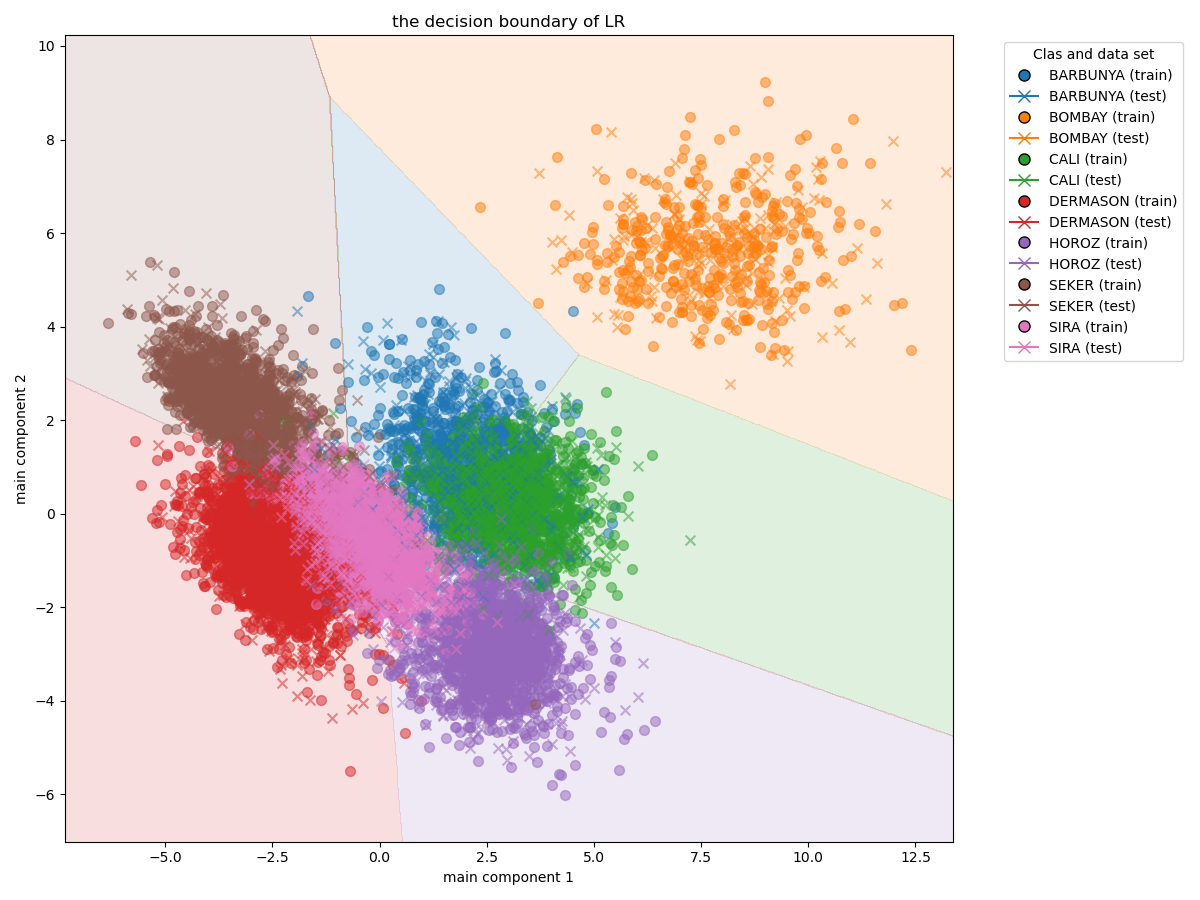 the decision boundary of LR
10
8
6
4
2
0
−2
−4
−6
main component 2
−5.0
−2.5
0.0
2.5
5.0
7.5
10.0
12.5
main component 1
Clas and data set
BARBUNYA (train)
BARBUNYA (test)
BOMBAY (train)
BOMBAY (test)
CALI (train)
CALI (test)
DERMASON (train)
DERMASON (test)
HOROZ (train)
HOROZ (test)
SEKER (train)
SEKER (test)
SIRA (train)
SIRA (test)